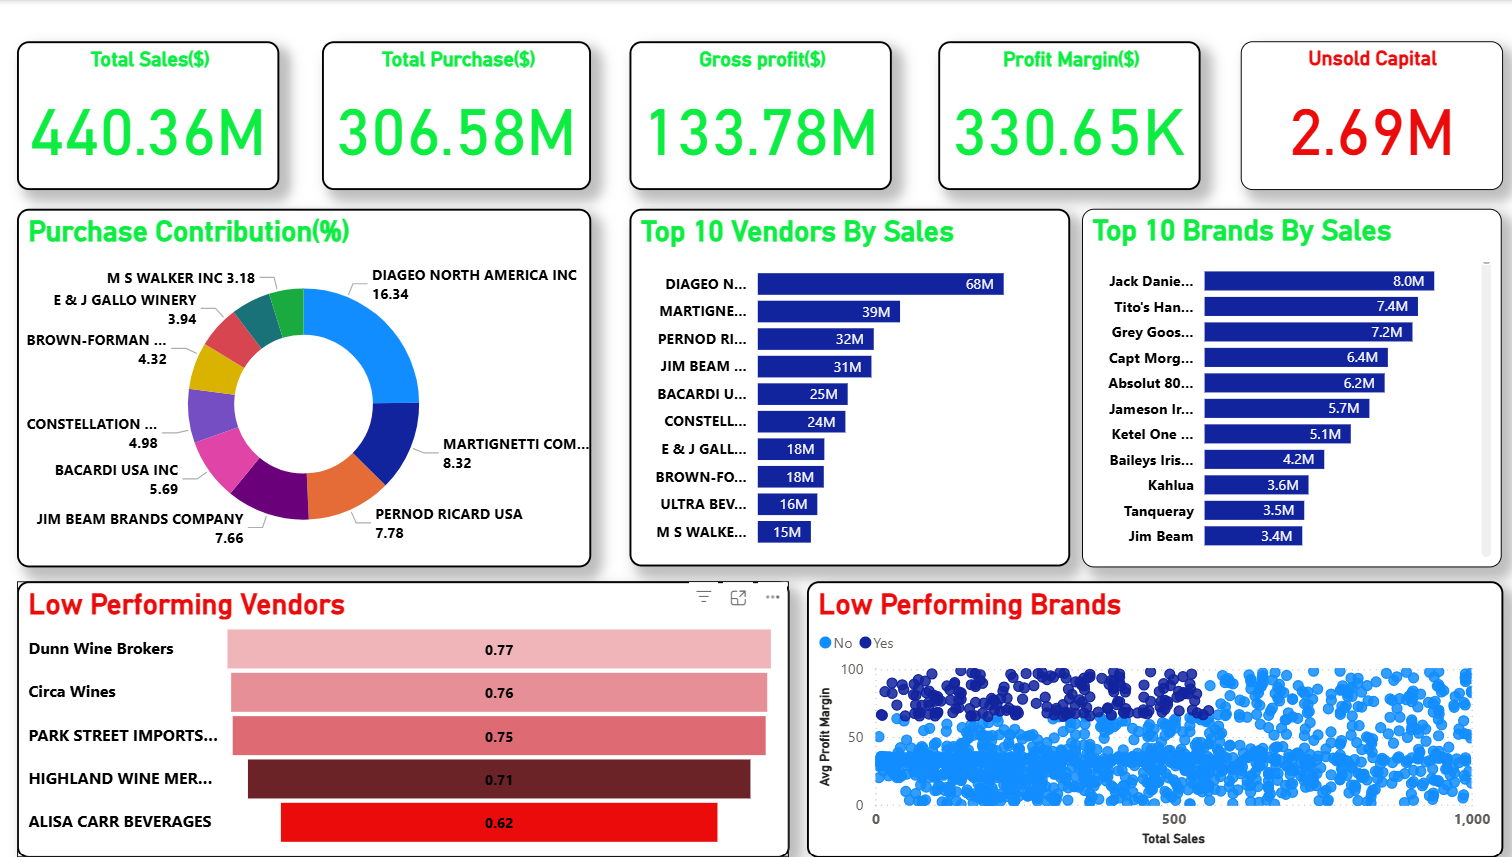 Total Sales($)
440.36M
Total Purchase($)
306.58M
Gross profit($)
133.78M
Profit Margin($)
330.65K
Unsold Capital
2.69M
Purchase Contribution(%)
M S WALKER INC 3.18
E & J GALLO WINERY
3.94
BROWN-FORMAN ...
4.32
CONSTELLATION ...
4.98
BACARDI USA INC
5.69
JIM BEAM BRANDS COMPANY
7.66
DIAGEO NORTH AMERICA INC
16.34
MARTIGNETTI COM...
8.32
PERNOD RICARD USA
7.78
Top 10 Vendors By Sales
DIAGEO N... 68M
MARTIGNE... 39M
PERNOD RI... 32M
JIM BEAM ... 31M
BACARDI U... 25M
CONSTELL... 24M
E & J GALL... 18M
BROWN-FO... 18M
ULTRA BEV... 16M
M S WALKE... 15M
Top 10 Brands By Sales
Jack Danie... 8.0M
Tito's Han... 7.4M
Grey Goos... 7.2M
Capt Morg... 6.4M
Absolut 80... 6.2M
Jameson Ir... 5.7M
Ketel One ... 5.1M
Baileys Iris... 4.2M
Kahlua 3.6M
Tanqueray 3.5M
Jim Beam 3.4M
Low Performing Vendors
Dunn Wine Brokers 0.77
Circa Wines 0.76
PARK STREET IMPORTS... 0.75
HIGHLAND WINE MER... 0.71
ALISA CARR BEVERAGES 0.62
Low Performing Brands
No Yes
Avg Profit Margin
100
50
0
0 500 1,000
Total Sales